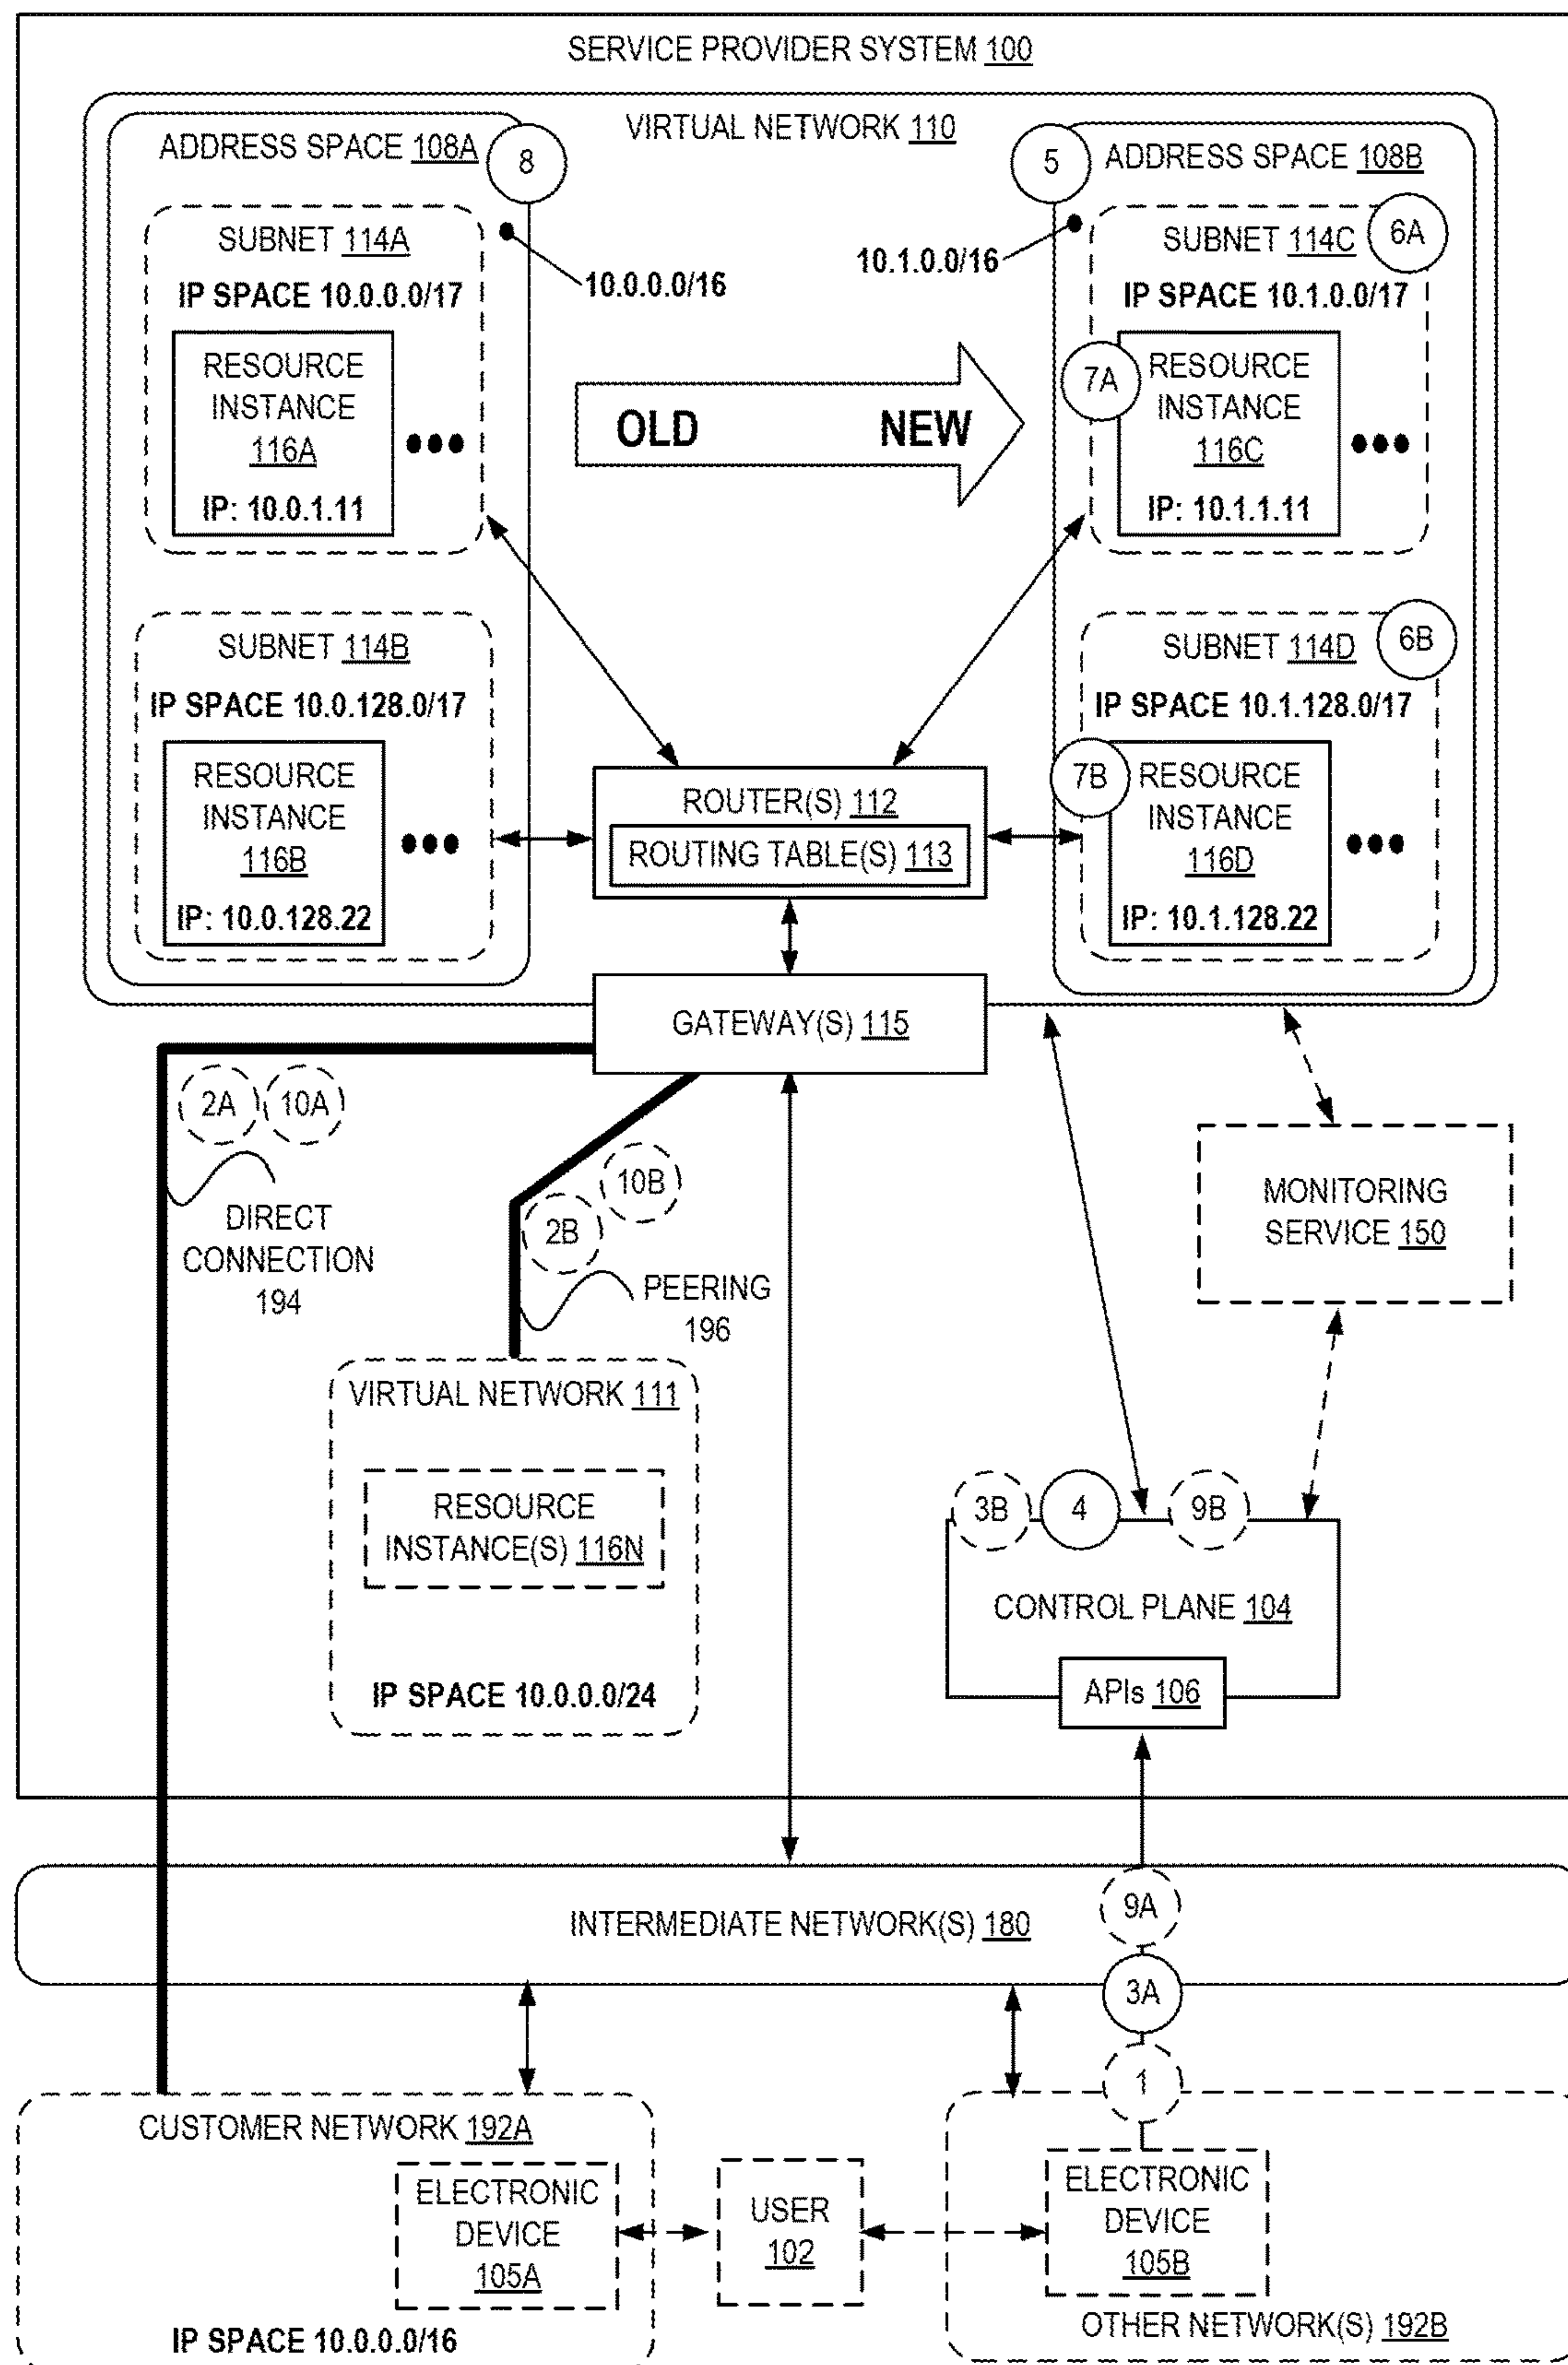 SERVICE PROVIDER SYSTEM 100
VIRTUAL NETWORK 110
ADDRESS SPACE 108A
8
SUBNET 114A
IP SPACE 10.0.0.0/17
10.0.0.0/16
RESOURCE
INSTANCE
116A
IP: 10.0.1.11
SUBNET 114B
IP SPACE 10.0.128.0/17
RESOURCE
INSTANCE
116B
IP: 10.0.128.22
OLD NEW
5
ADDRESS SPACE 108B
10.1.0.0/16
SUBNET 114C
6A
IP SPACE 10.1.0.0/17
7A
RESOURCE
INSTANCE
116C
IP: 10.1.1.11
SUBNET 114D
6B
IP SPACE 10.1.128.0/17
7B
RESOURCE
INSTANCE
116D
IP: 10.1.128.22
ROUTER(S) 112
ROUTING TABLE(S) 113
GATEWAY(S) 115
2A
10A
DIRECT
CONNECTION
194
10B
2B
PEERING
196
MONITORING
SERVICE 150
VIRTUAL NETWORK 111
RESOURCE
INSTANCE(S) 116N
IP SPACE 10.0.0.0/24
3B
4
9B
CONTROL PLANE 104
APIs 106
INTERMEDIATE NETWORK(S) 180
9A
3A
1
CUSTOMER NETWORK 192A
ELECTRONIC
DEVICE
105A
IP SPACE 10.0.0.0/16
USER
102
ELECTRONIC
DEVICE
105B
OTHER NETWORK(S) 192B